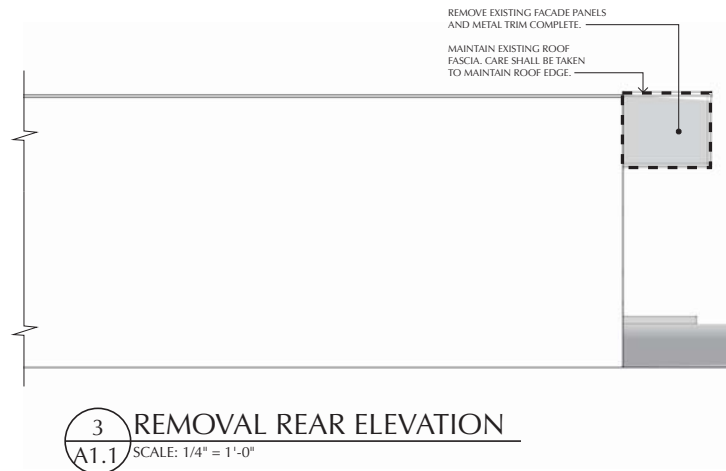 REMOVE EXISTING FACADE PANELS
AND METAL TRIM COMPLETE.
MAINTAIN EXISTING ROOF
FASCIA. CARE SHALL BE TAKEN
TO MAINTAIN ROOF EDGE.
3
A1.1
REMOVAL REAR ELEVATION
SCALE: 1/4" = 1'-0"